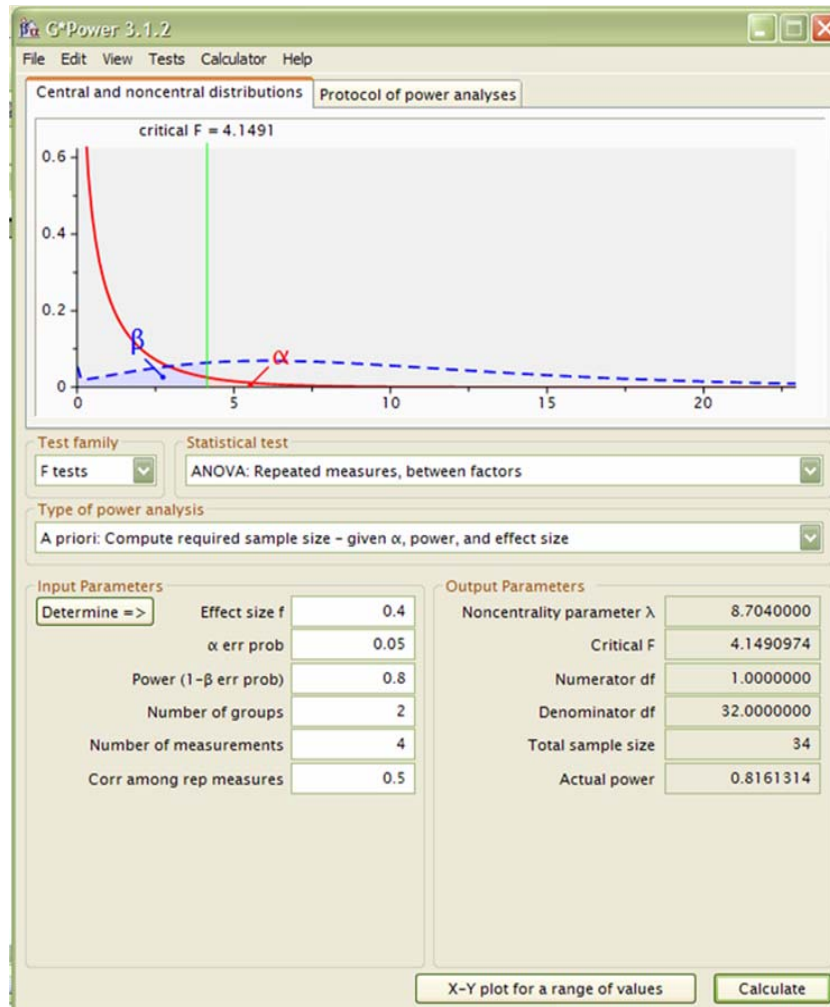 G*Power 3.1.2
File Edit View Tests Calculator Help
Central and noncentral distributions Protocol of power analyses
critical F = 4.1491
0.6
0.4
0.2
0
β
α
0 5 10 15 20
Test family Statistical test
F tests ANOVA: Repeated measures, between factors
Type of power analysis
A priori: Compute required sample size – given α, power, and effect size
Input Parameters Output Parameters
Determine => Effect size f 0.4 Noncentrality parameter λ 8.7040000
α err prob 0.05 Critical F 4.1490974
Power (1-β err prob) 0.8 Numerator df 1.0000000
Number of groups 2 Denominator df 32.0000000
Number of measurements 4 Total sample size 34
Corr among rep measures 0.5 Actual power 0.8161314
X-Y plot for a range of values Calculate